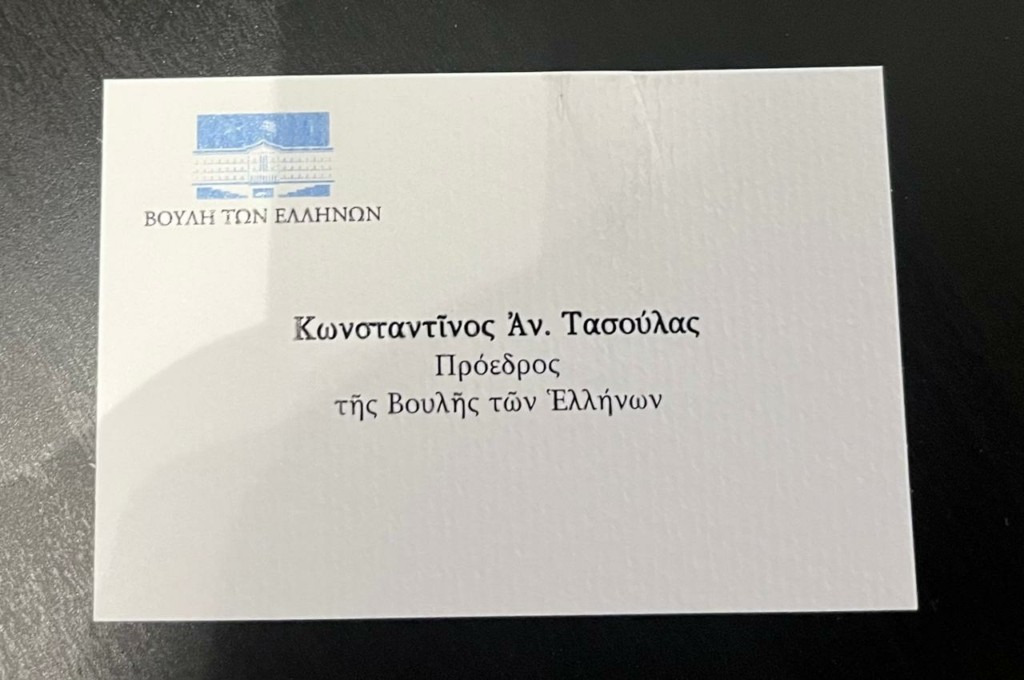 ΒΟΥΛΗ ΤΩΝ ΕΛΛΗΝΩΝ
Κωνσταντῖνος Ἀν. Τασούλας
Πρόεδρος
τῆς Βουλῆς τῶν Ἑλλήνων